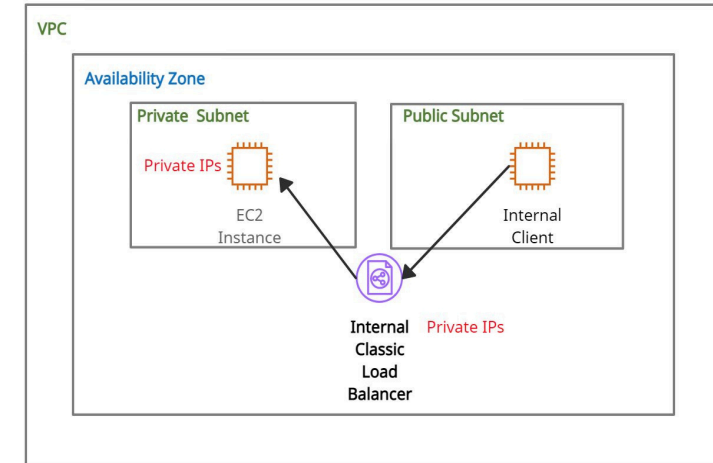 VPC
Availability Zone
Private Subnet
Public Subnet
Private IPs
EC2
Instance
Internal
Client
Internal
Classic
Load
Balancer
Private IPs